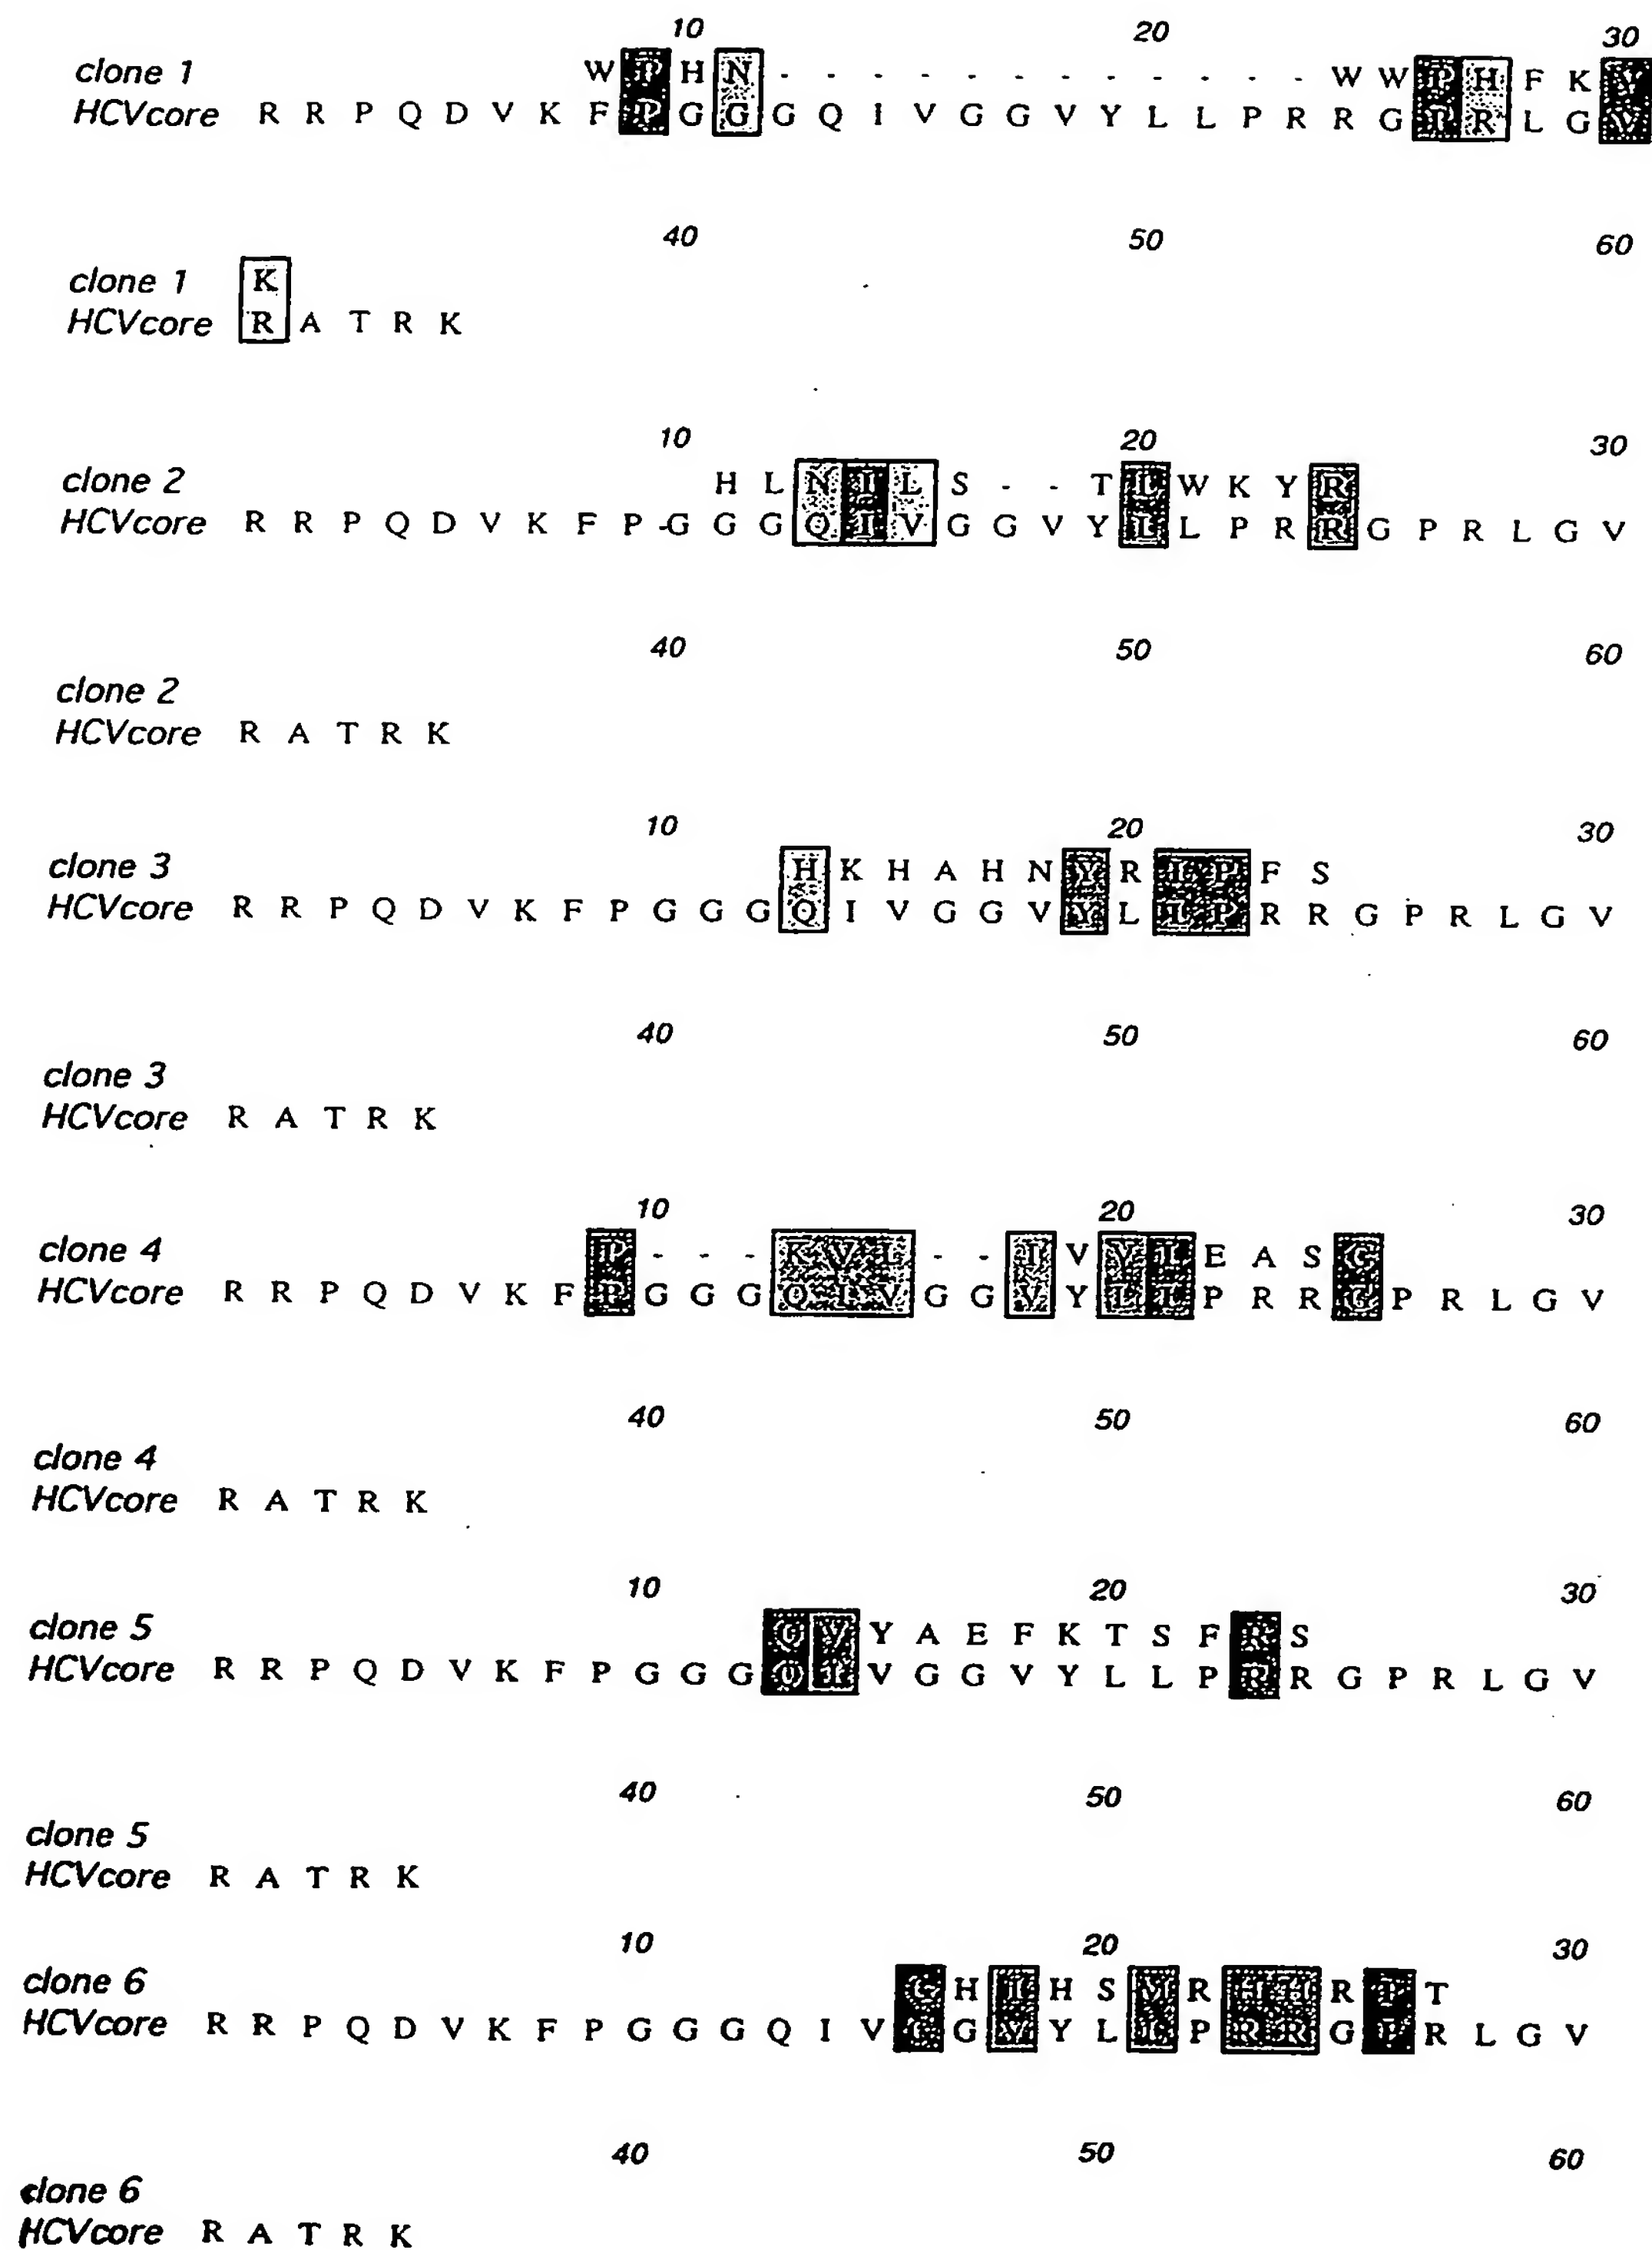 10 20 30
clone 1 W P H N - - - - - - - - - - - - W W P H F K V
HCVcore R R P Q D V K F P G G G Q I V G G V Y L L P R R G P R L G V
40 50 60
clone 1 K
HCVcore R A T R K
10 20 30
clone 2 H L N I L S - - T L W K Y R
HCVcore R R P Q D V K F P G G G Q I V G G V Y L L P R R G P R L G V
40 50 60
clone 2
HCVcore R A T R K
10 20 30
clone 3 H K H A H N Y R L P F S
HCVcore R R P Q D V K F P G G G Q I V G G V Y L L P R R G P R L G V
40 50 60
clone 3
HCVcore R A T R K
10 20 30
clone 4 P - - - K V L - - I V V L E A S G
HCVcore R R P Q D V K F P G G G Q I V G G V Y L L P R R G P R L G V
40 50 60
clone 4
HCVcore R A T R K
10 20 30
clone 5 Q V Y A E F K T S F R S
HCVcore R R P Q D V K F P G G G Q I V G G V Y L L P R R G P R L G V
40 50 60
clone 5
HCVcore R A T R K
10 20 30
clone 6 G H I H S M R H H R P T
HCVcore R R P Q D V K F P G G G Q I V G G V Y L L P R R G P R L G V
40 50 60
clone 6
HCVcore R A T R K